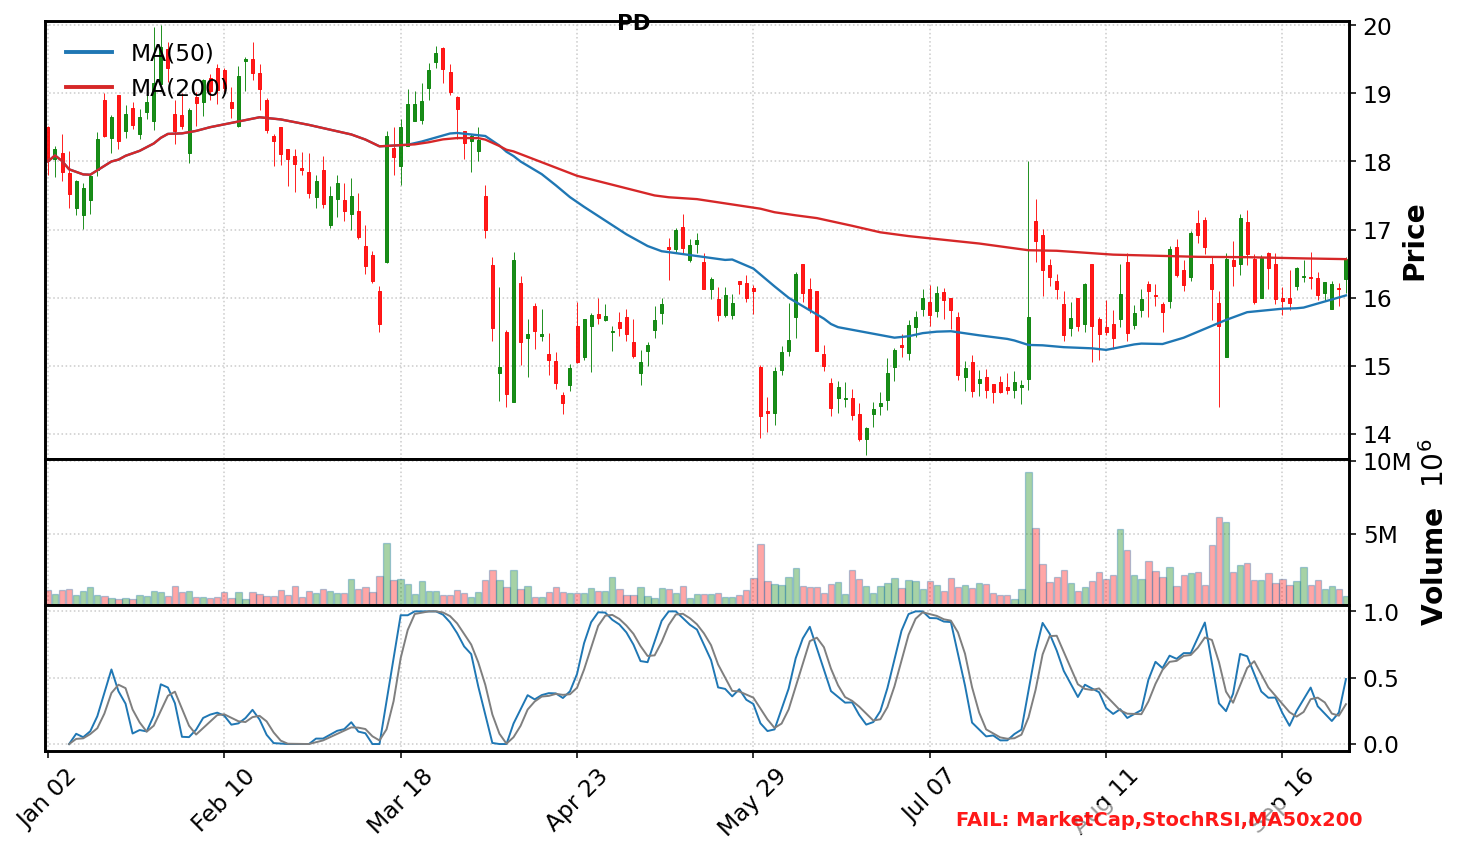 PD
MA(50)
MA(200)
20
19
18
17
16
15
14
Price
10M
5M
Volume 10^6
1.0
0.5
0.0
Jan 02
Feb 10
Mar 18
Apr 23
May 29
Jul 07
Aug 11
Sep 16
FAIL: MarketCap,StochRSI,MA50x200